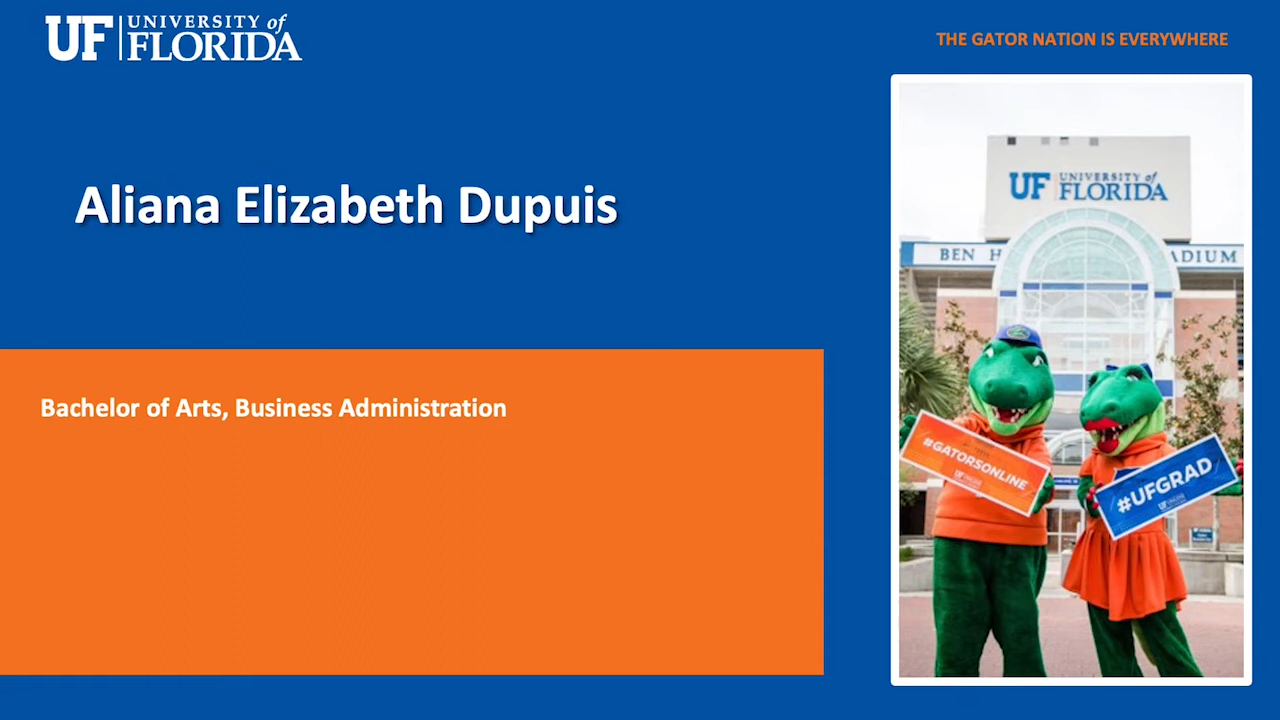 UF UNIVERSITY of
FLORIDA
THE GATOR NATION IS EVERYWHERE
Aliana Elizabeth Dupuis
Bachelor of Arts, Business Administration
UF UNIVERSITY of
FLORIDA
BEN H
ADIUM
#GATORSONLINE
#UFGRAD